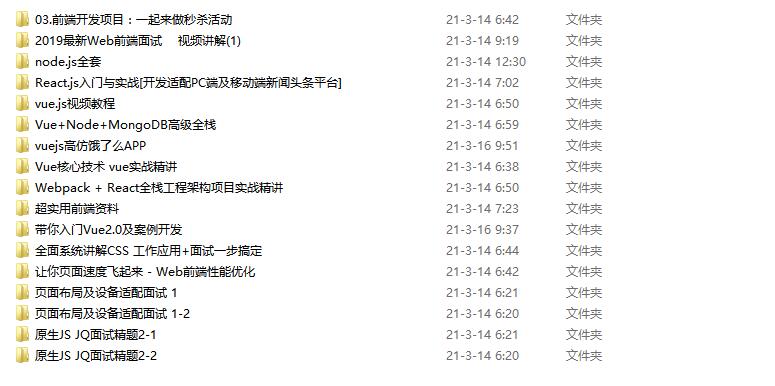 03.前端开发项目：一起来做秒杀活动 21-3-14 6:42 文件夹
2019最新Web前端面试 视频讲解(1) 21-3-14 9:19 文件夹
node.js全套 21-3-14 12:30 文件夹
React.js入门与实战[开发适配PC端及移动端新闻头条平台] 21-3-14 7:02 文件夹
vue.js视频教程 21-3-14 6:50 文件夹
Vue+Node+MongoDB高级全栈 21-3-14 6:59 文件夹
vuejs高仿饿了么APP 21-3-16 9:51 文件夹
Vue核心技术 vue实战精讲 21-3-14 6:38 文件夹
Webpack + React全栈工程架构项目实战精讲 21-3-14 6:50 文件夹
超实用前端资料 21-3-14 7:23 文件夹
带你入门Vue2.0及案例开发 21-3-16 9:37 文件夹
全面系统讲解CSS 工作应用+面试一步搞定 21-3-14 6:44 文件夹
让你页面速度飞起来 - Web前端性能优化 21-3-14 6:42 文件夹
页面布局及设备适配面试 1 21-3-14 6:21 文件夹
页面布局及设备适配面试 1-2 21-3-14 6:20 文件夹
原生JS JQ面试精题2-1 21-3-14 6:21 文件夹
原生JS JQ面试精题2-2 21-3-14 6:20 文件夹